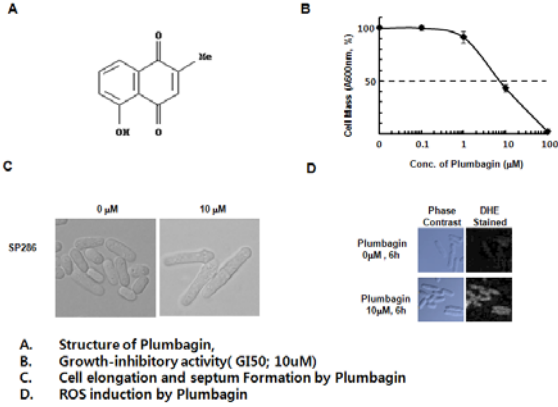 A
O
Me
OH
O
B
Cell Mass (A600nm, %)
100
50
0
0
0.1
1
10
100
Conc. of Plumbagin (μM)
C
0 μM
10 μM
SP286
D
Phase Contrast
DHE Stained
Plumbagin
0μM , 6h
Plumbagin
10μM, 6h
A. Structure of Plumbagin,
B. Growth-inhibitory activity( GI50; 10uM)
C. Cell elongation and septum Formation by Plumbagin
D. ROS induction by Plumbagin